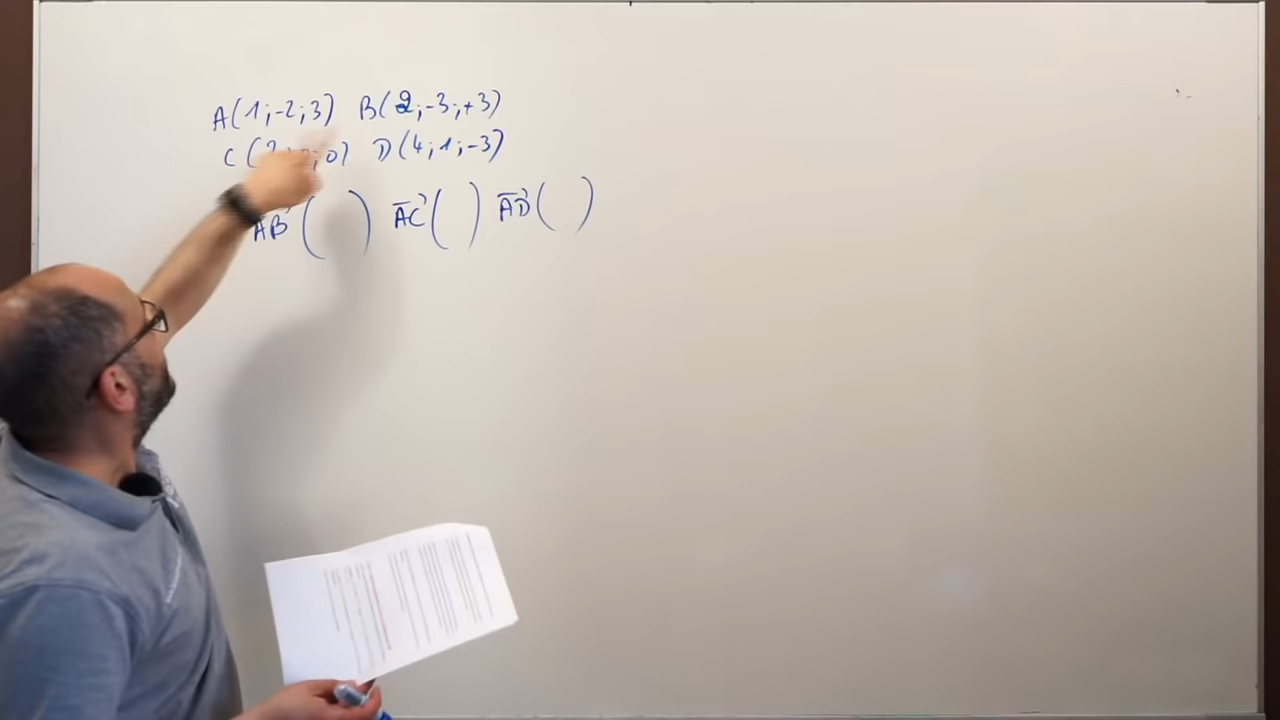 A(1;-2;3) B(2;-3;+3)
C( ;0) D(4;1;-3)
AB⃗( ) AC⃗( ) AD⃗( )